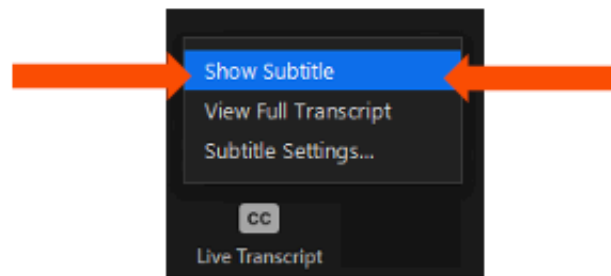 Show Subtitle
View Full Transcript
Subtitle Settings...
CC
Live Transcript